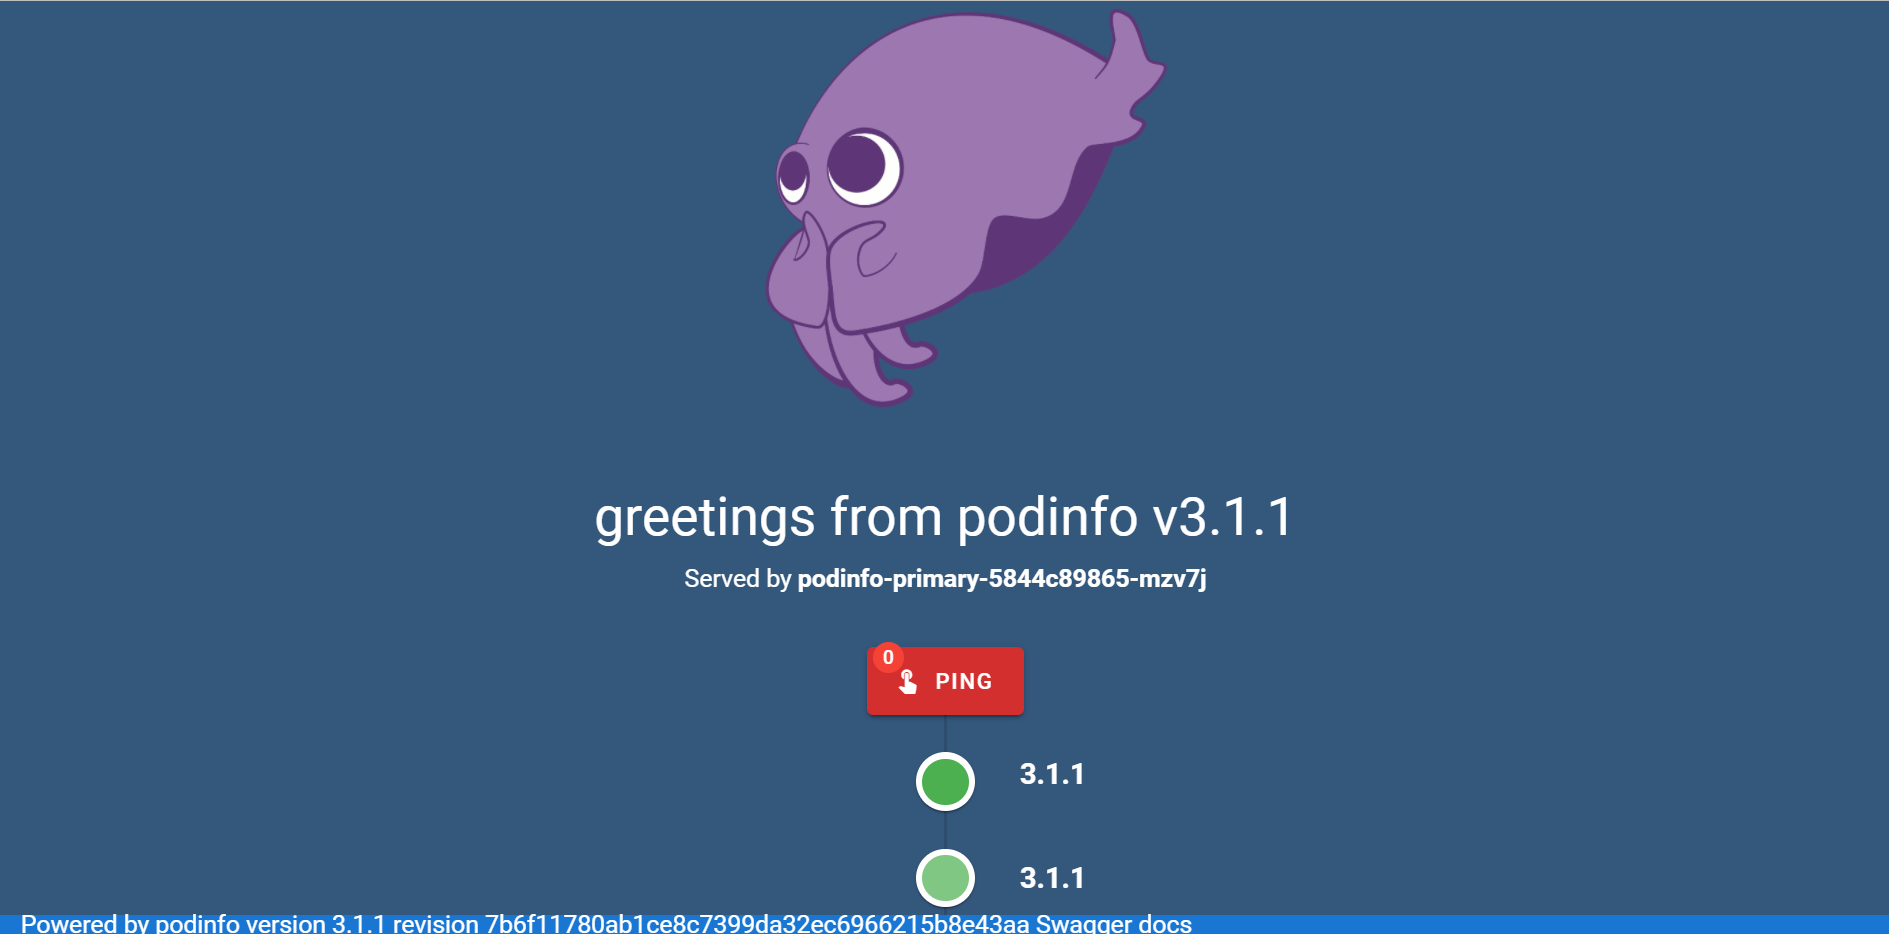 greetings from podinfo v3.1.1
Served by podinfo-primary-5844c89865-mzv7j
0
PING
3.1.1
3.1.1
Powered by podinfo version 3.1.1 revision 7b6f11780ab1ce8c7399da32ec6966215b8e43aa Swagger docs